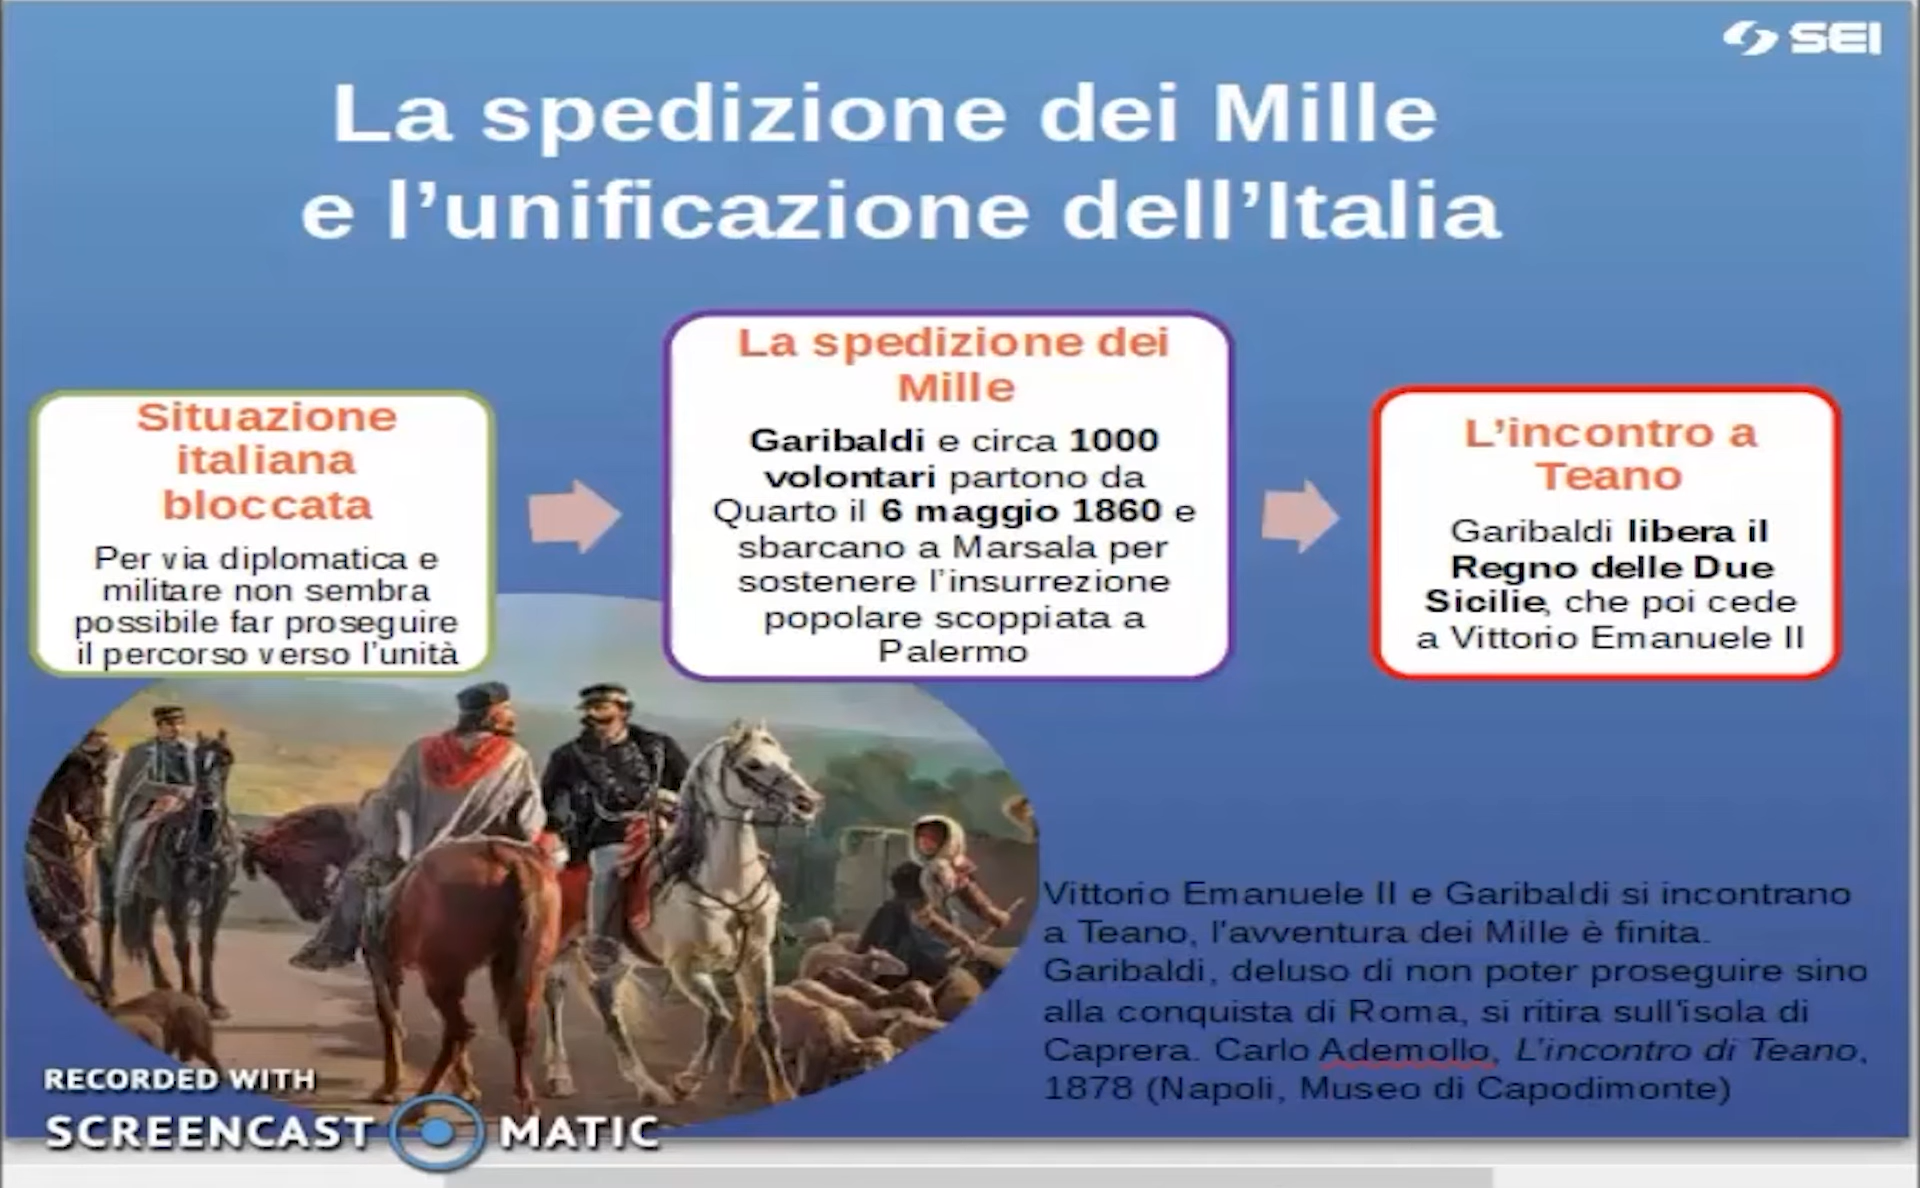 SEI
La spedizione dei Mille
e l’unificazione dell’Italia
Situazione
italiana
bloccata
Per via diplomatica e
militare non sembra
possibile far proseguire
il percorso verso l’unità
La spedizione dei
Mille
Garibaldi e circa 1000
volontari partono da
Quarto il 6 maggio 1860 e
sbarcano a Marsala per
sostenere l’insurrezione
popolare scoppiata a
Palermo
L’incontro a
Teano
Garibaldi libera il
Regno delle Due
Sicilie, che poi cede
a Vittorio Emanuele II
Vittorio Emanuele II e Garibaldi si incontrano
a Teano, l'avventura dei Mille è finita.
Garibaldi, deluso di non poter proseguire sino
alla conquista di Roma, si ritira sull'isola di
Caprera. Carlo Ademollo, L’incontro di Teano,
1878 (Napoli, Museo di Capodimonte)
RECORDED WITH
SCREENCAST MATIC